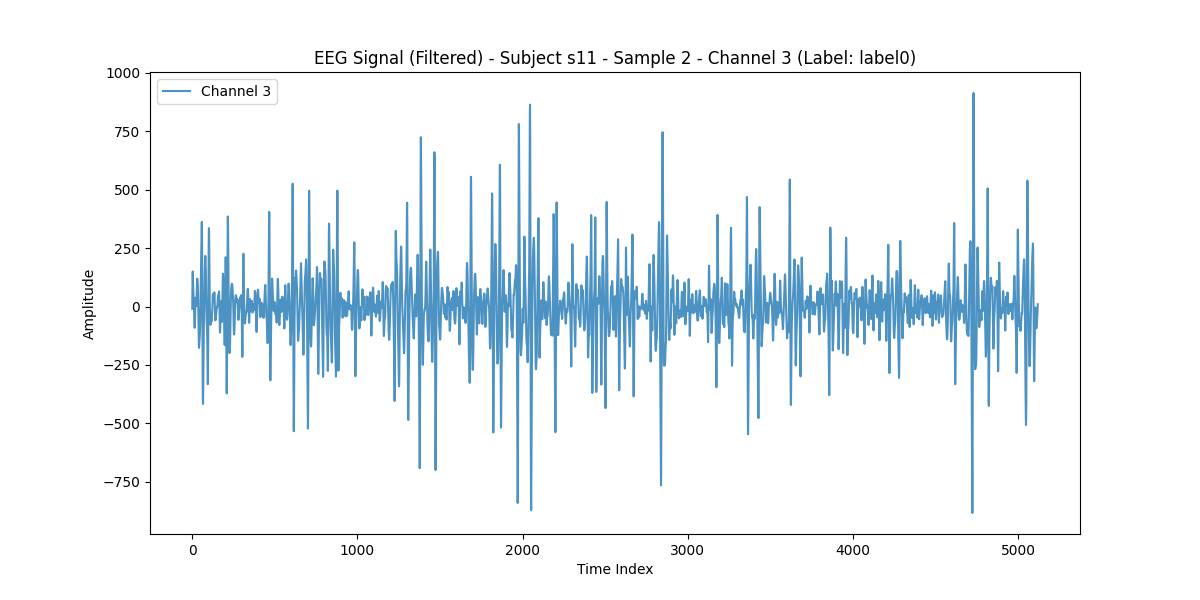 EEG Signal (Filtered) - Subject s11 - Sample 2 - Channel 3 (Label: label0)
Channel 3
1000
750
500
250
0
−250
−500
−750
Amplitude
0 1000 2000 3000 4000 5000
Time Index